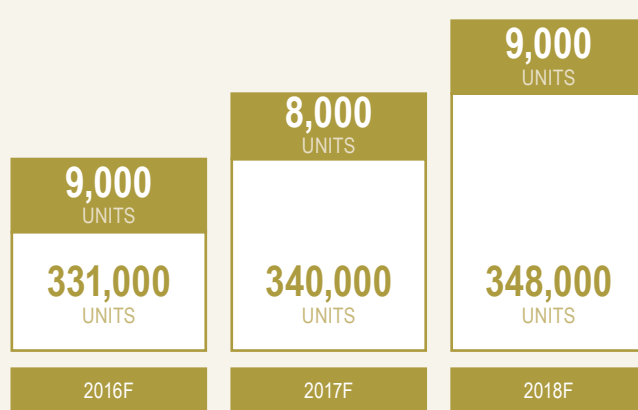 9,000
UNITS
331,000
UNITS
2016F
8,000
UNITS
340,000
UNITS
2017F
9,000
UNITS
348,000
UNITS
2018F